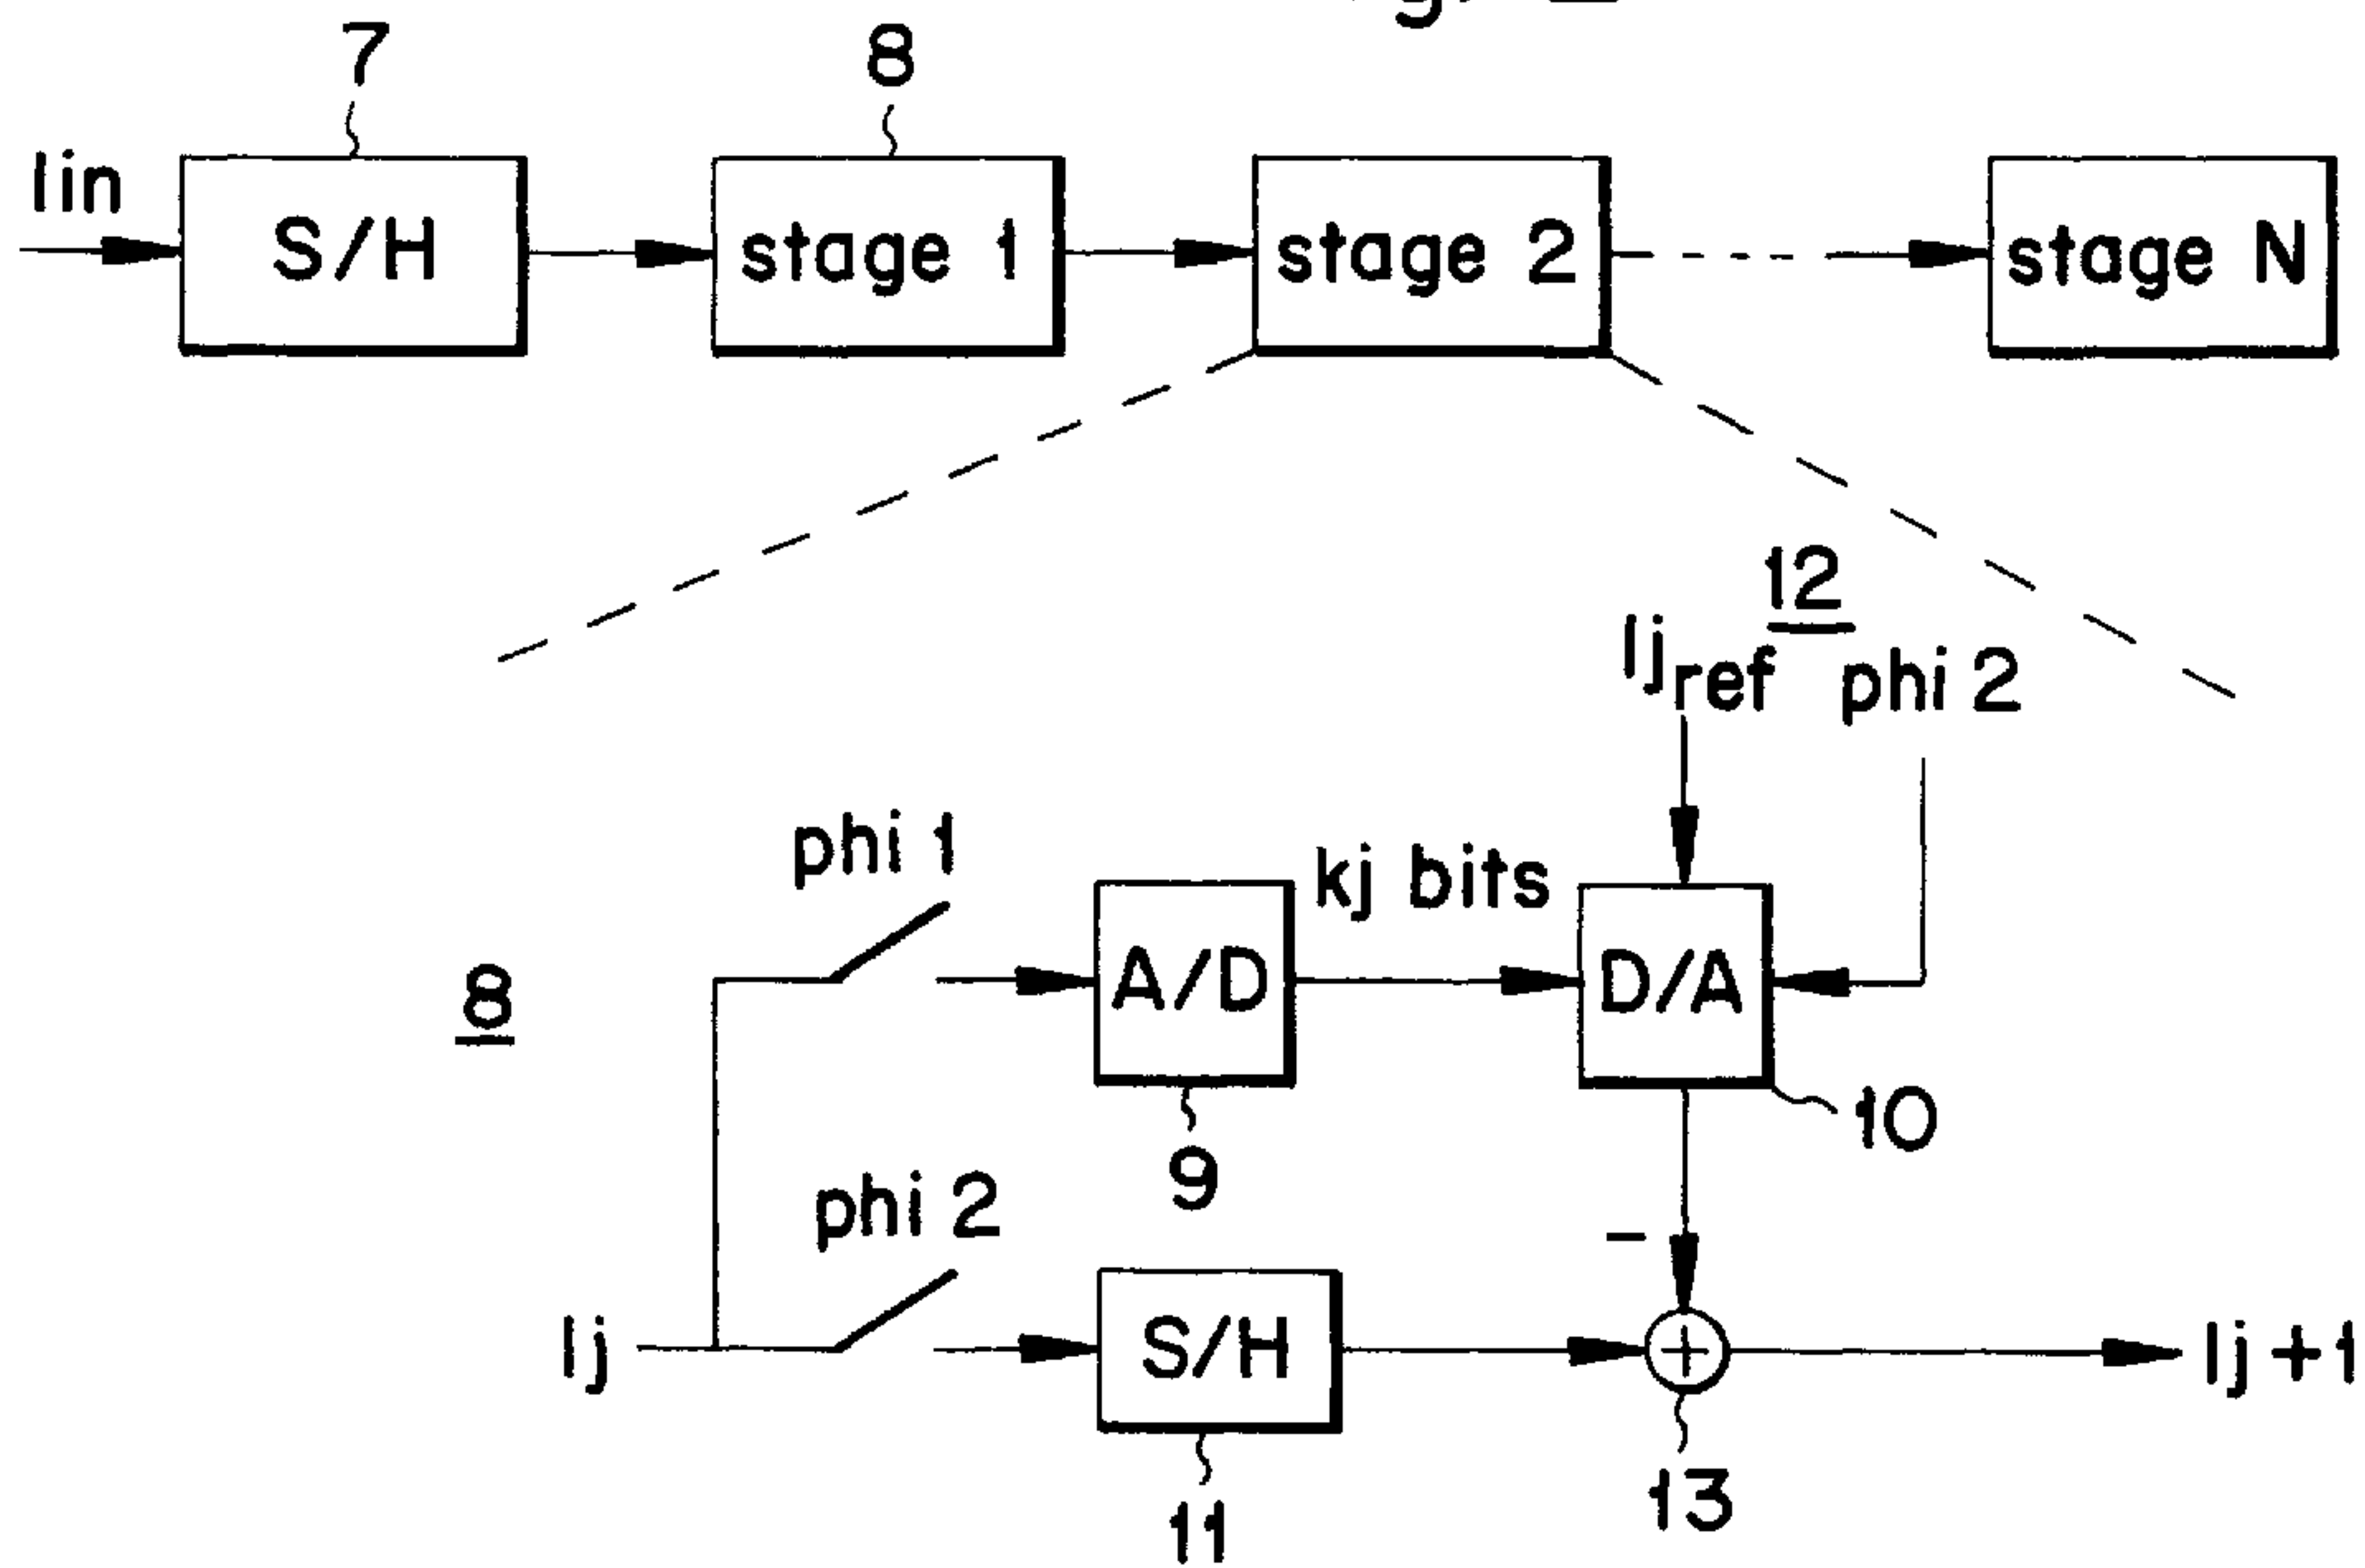 7
8
Iin
S/H
stage 1
stage 2
stage N
12
Ij ref phi 2
phi 1
kj bits
8
A/D
D/A
10
9
phi 2
Ij
S/H
-
+
Ij + 1
13
11